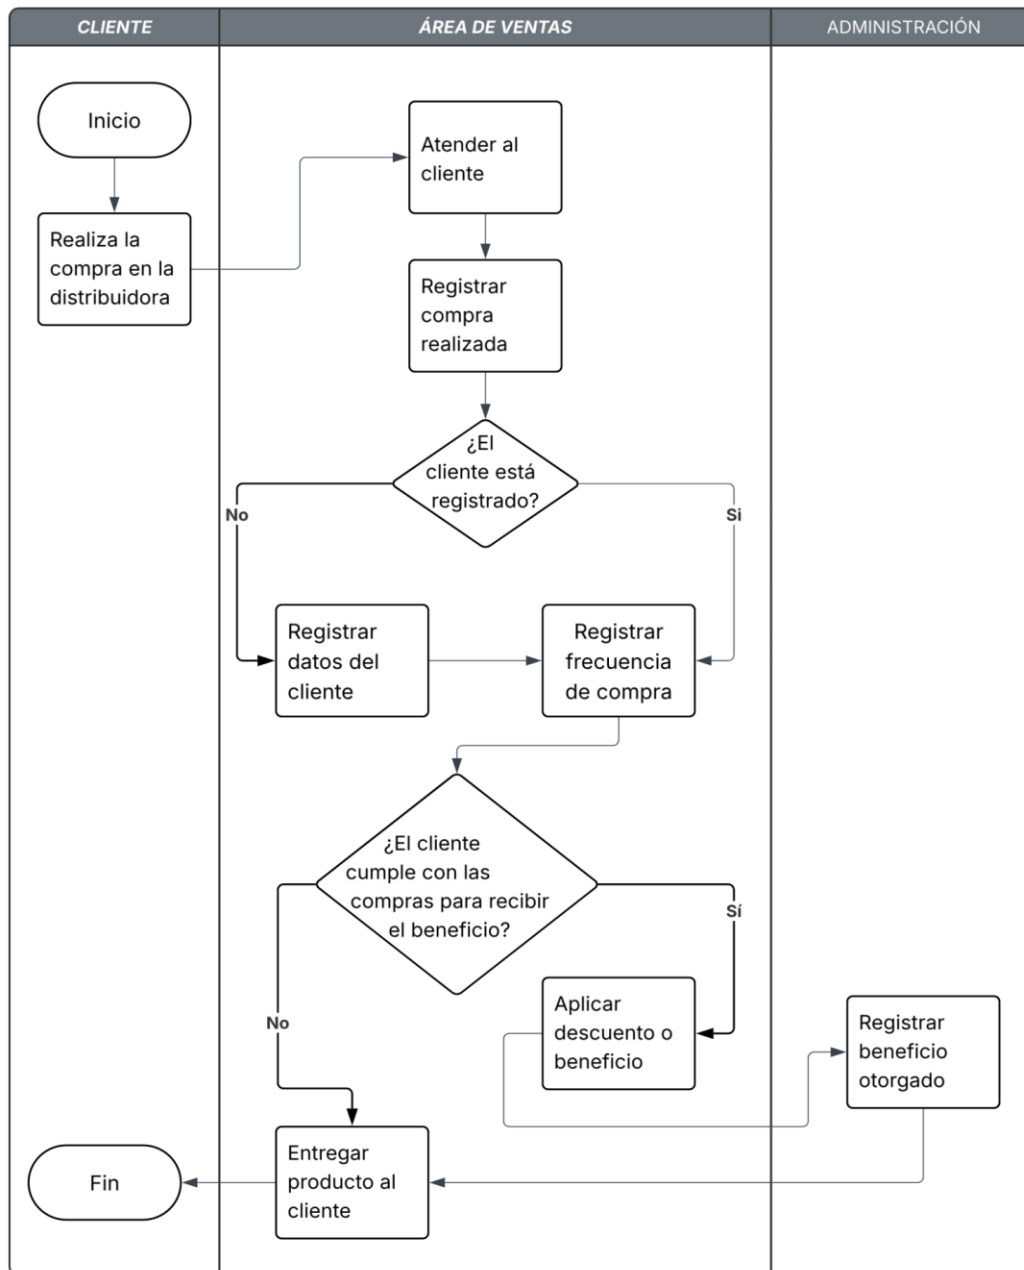 CLIENTE
ÁREA DE VENTAS
ADMINISTRACIÓN
Inicio
Realiza la
compra en la
distribuidora
Atender al
cliente
Registrar
compra
realizada
¿El
cliente está
registrado?
No
Si
Registrar
datos del
cliente
Registrar
frecuencia
de compra
¿El cliente
cumple con las
compras para recibir
el beneficio?
Sí
No
Aplicar
descuento o
beneficio
Registrar
beneficio
otorgado
Entregar
producto al
cliente
Fin